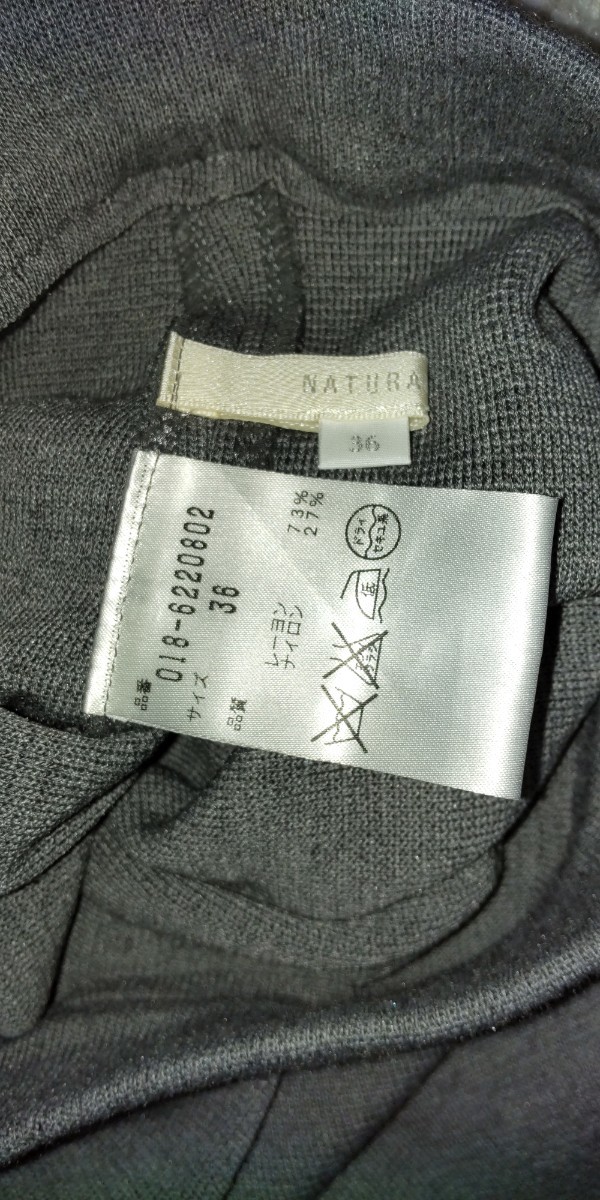 NATURA
36
品番 018-6220802
サイズ 36
品質 レーヨン 73%
ナイロン 27%
ドライ
セキユ系
低